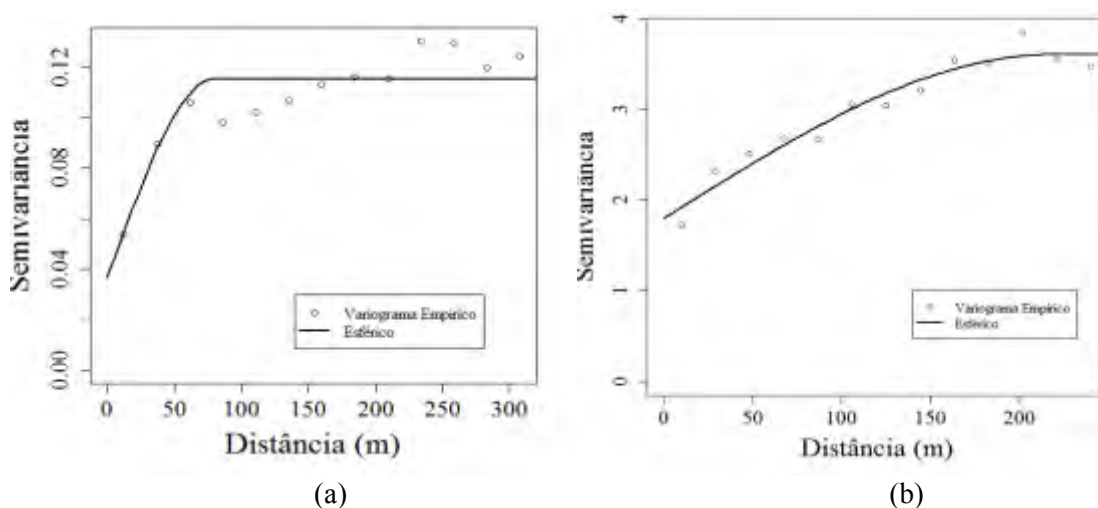 Semivariância
0.00
0.04
0.08
0.12
Variograma Empírico
Esférico
0 50 100 150 200 250 300
Distância (m)
(a)
Semivariância
0
1
2
3
4
Variograma Empírico
Esférico
0 50 100 150 200
Distância (m)
(b)